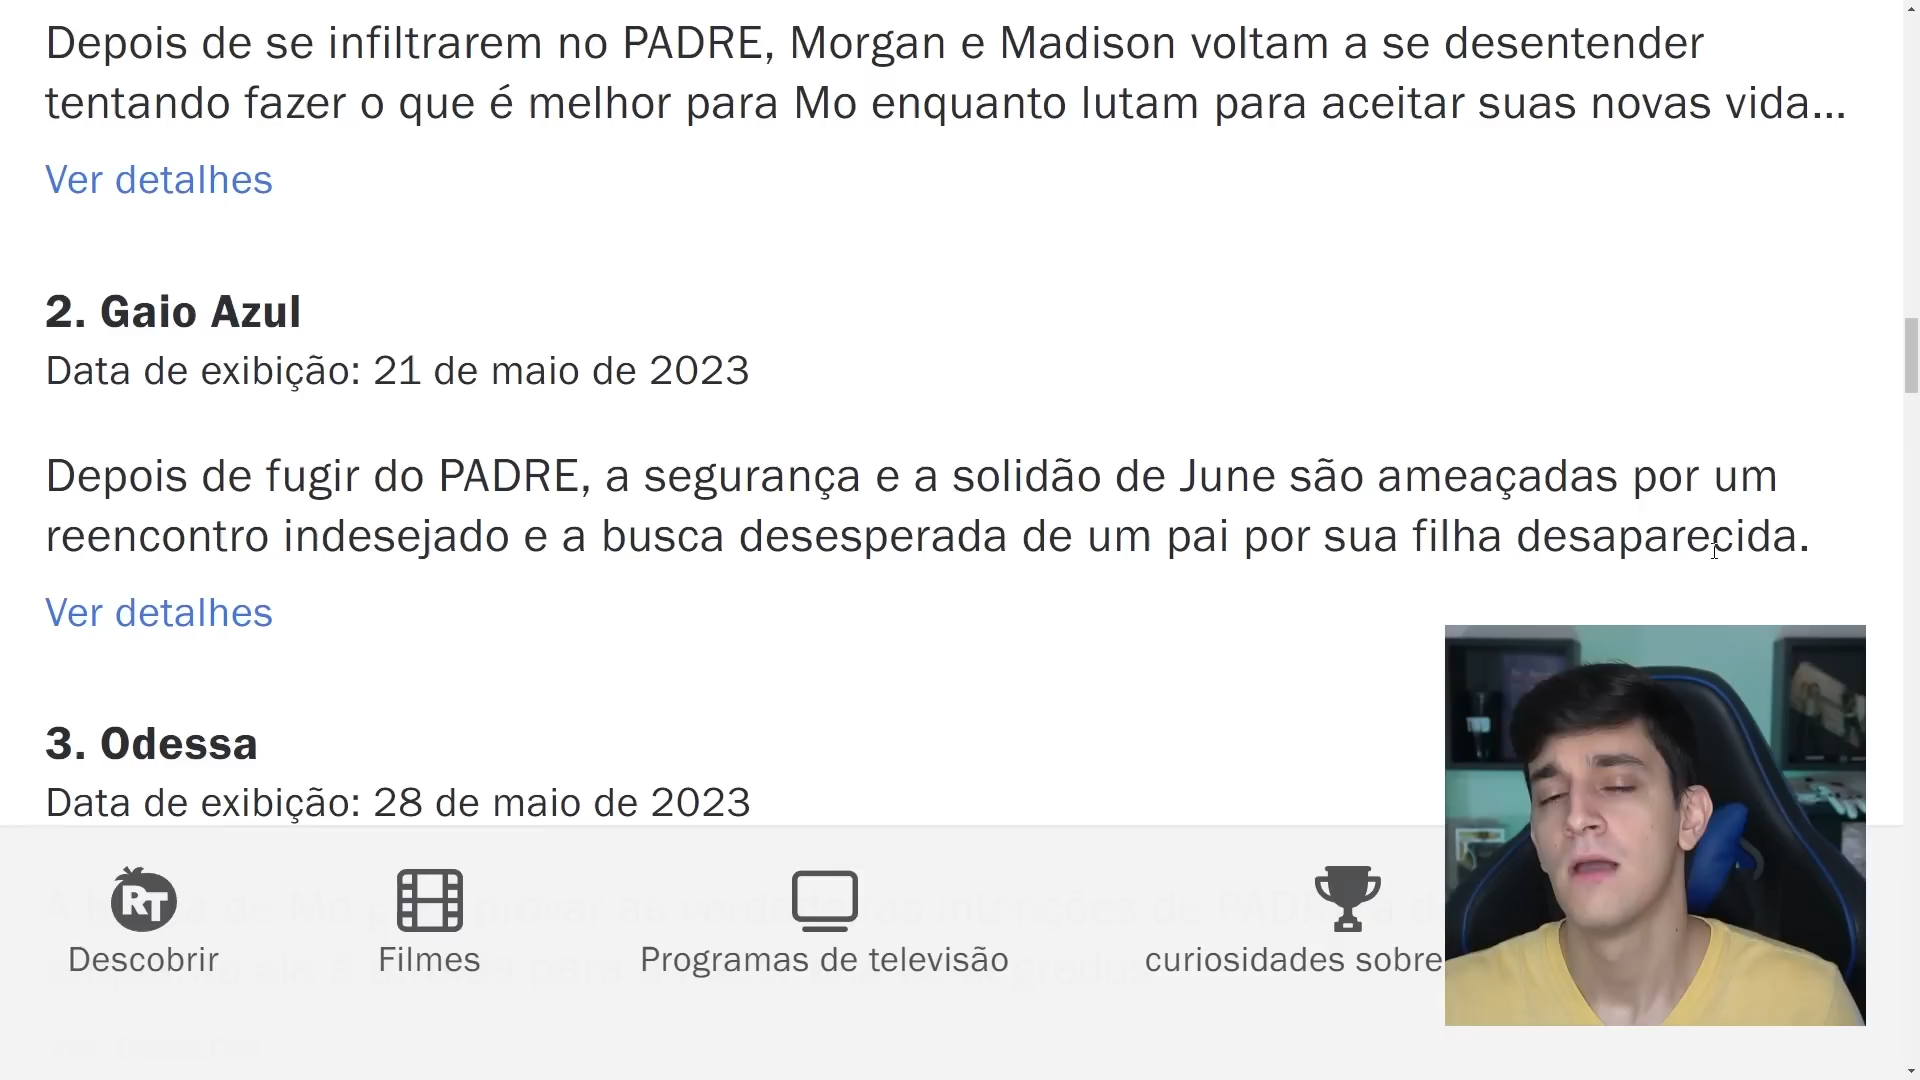 Depois de se infiltrarem no PADRE, Morgan e Madison voltam a se desentender
tentando fazer o que é melhor para Mo enquanto lutam para aceitar suas novas vida...
Ver detalhes
2. Gaio Azul
Data de exibição: 21 de maio de 2023
Depois de fugir do PADRE, a segurança e a solidão de June são ameaçadas por um
reencontro indesejado e a busca desesperada de um pai por sua filha desaparecida.
Ver detalhes
3. Odessa
Data de exibição: 28 de maio de 2023
RT
Descobrir Filmes Programas de televisão curiosidades sobre